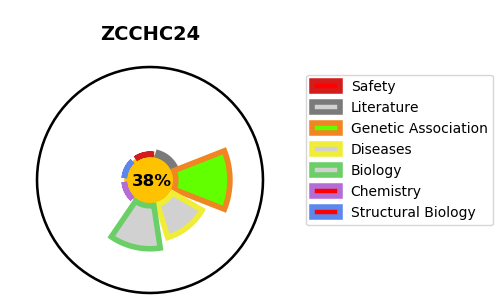 ZCCHC24
38%
Safety
Literature
Genetic Association
Diseases
Biology
Chemistry
Structural Biology